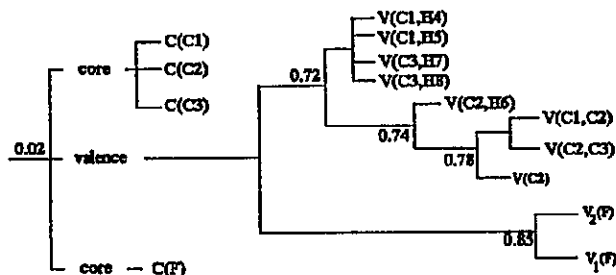 V(C1,H4)
V(C1,H5)
C(C1)
V(C3,H7)
0.72
V(C3,H8)
core
C(C2)
V(C2,H6)
C(C3)
V(C1,C2)
0.74
0.02
valence
0.78
V(C2,C3)
V(C2)
V2(F)
0.83
core
C(F)
V1(F)